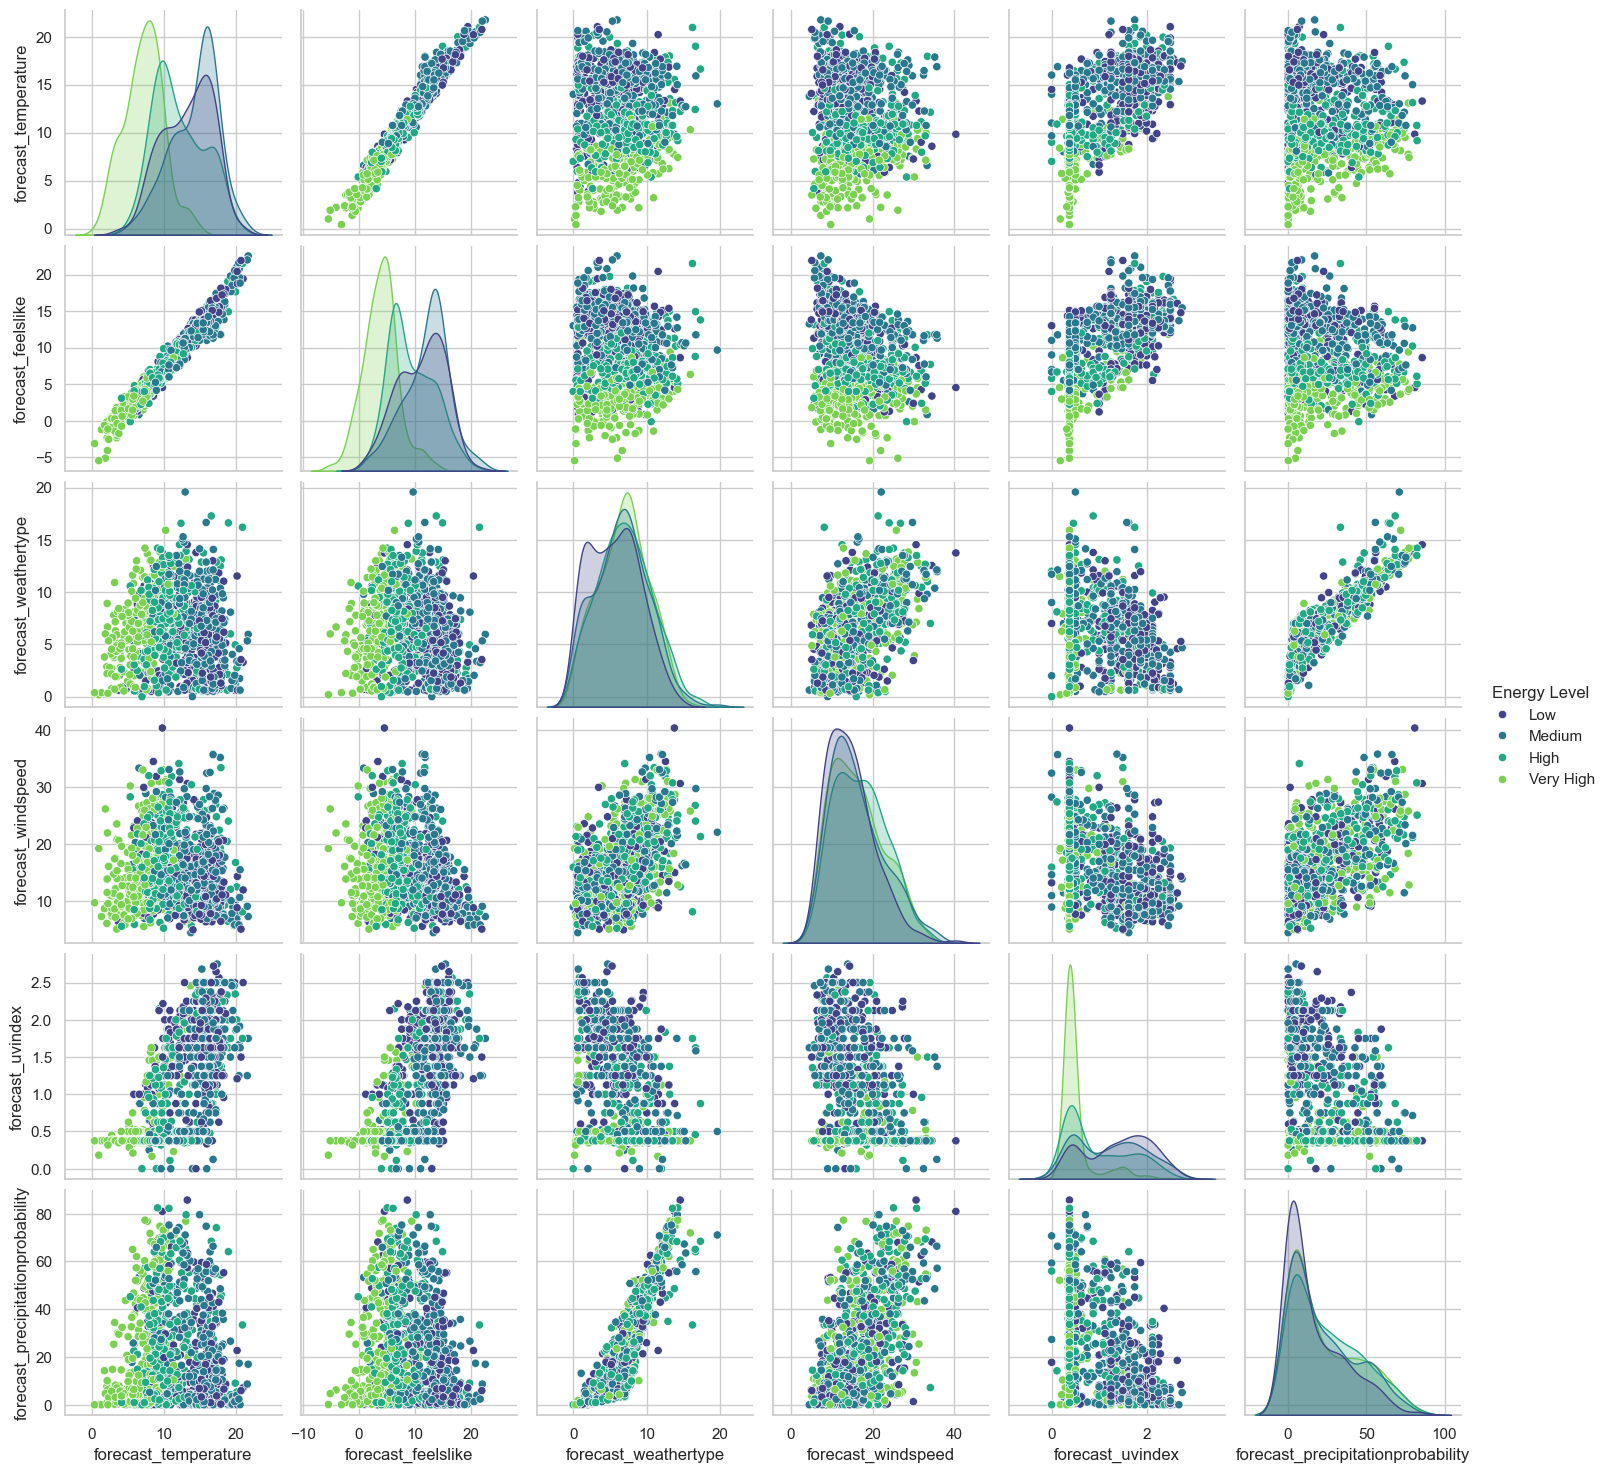 forecast_temperature
20
15
10
5
0
forecast_feelslike
20
15
10
5
0
−5
forecast_weathertype
20
15
10
5
0
forecast_windspeed
40
30
20
10
forecast_uvindex
2.5
2.0
1.5
1.0
0.5
0.0
forecast_precipitationprobability
80
60
40
20
0
0 10 20
−10 0 10 20
0 10 20
0 20 40
0 2
0 50 100
forecast_temperature
forecast_feelslike
forecast_weathertype
forecast_windspeed
forecast_uvindex
forecast_precipitationprobability
Energy Level
Low
Medium
High
Very High